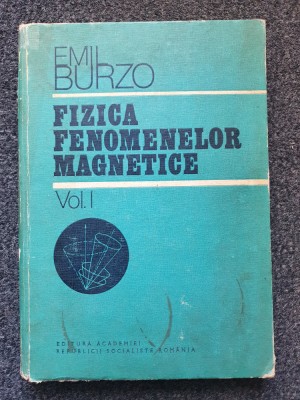 EMIL
BURZO
FIZICA
FENOMENELOR
MAGNETICE
Vol. I
EDITURA ACADEMIEI
REPUBLICII SOCIALISTE ROMÂNIA